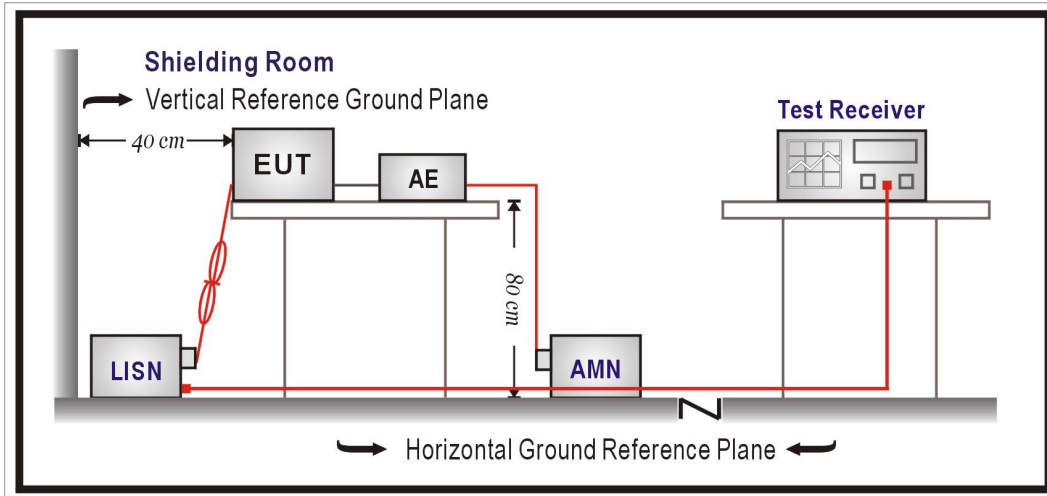 Shielding Room
Vertical Reference Ground Plane
Test Receiver
40 cm
EUT
AE
80 cm
LISN
AMN
Horizontal Ground Reference Plane